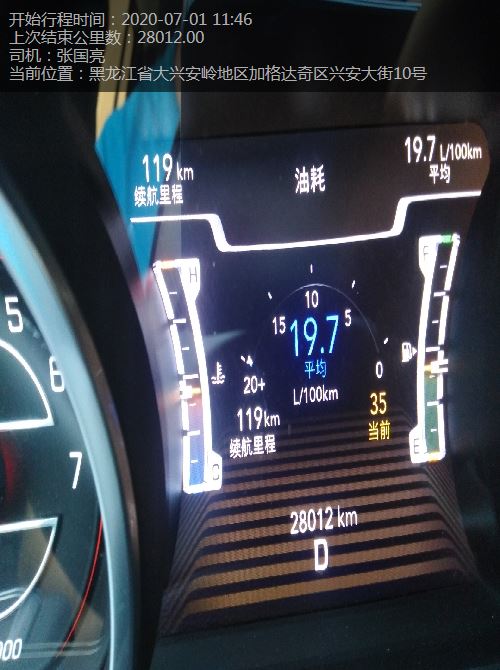 开始行程时间：2020-07-01 11:46
上次结束公里数：28012.00
司机：张国亮
当前位置：黑龙江省大兴安岭地区加格达奇区兴安大街10号
119 km
续航里程
油耗
19.7 L/100km
平均
H
F
5
6
7
10
15
5
19.7
平均
20+
0
L/100km
119km
续航里程
35
当前
C
E
28012 km
D